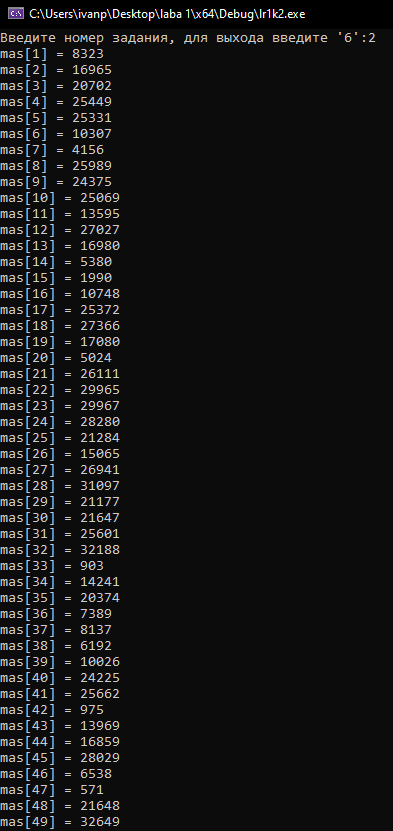 C:\Users\ivanp\Desktop\laba 1\x64\Debug\lr1k2.exe
Введите номер задания, для выхода введите '6':2
mas[1] = 8323
mas[2] = 16965
mas[3] = 20702
mas[4] = 25449
mas[5] = 25331
mas[6] = 10307
mas[7] = 4156
mas[8] = 25989
mas[9] = 24375
mas[10] = 25069
mas[11] = 13595
mas[12] = 27027
mas[13] = 16980
mas[14] = 5380
mas[15] = 1990
mas[16] = 10748
mas[17] = 25372
mas[18] = 27366
mas[19] = 17080
mas[20] = 5024
mas[21] = 26111
mas[22] = 29965
mas[23] = 29967
mas[24] = 28280
mas[25] = 21284
mas[26] = 15065
mas[27] = 26941
mas[28] = 31097
mas[29] = 21177
mas[30] = 21647
mas[31] = 25601
mas[32] = 32188
mas[33] = 903
mas[34] = 14241
mas[35] = 20374
mas[36] = 7389
mas[37] = 8137
mas[38] = 6192
mas[39] = 10026
mas[40] = 24225
mas[41] = 25662
mas[42] = 975
mas[43] = 13969
mas[44] = 16859
mas[45] = 28029
mas[46] = 6538
mas[47] = 571
mas[48] = 21648
mas[49] = 32649